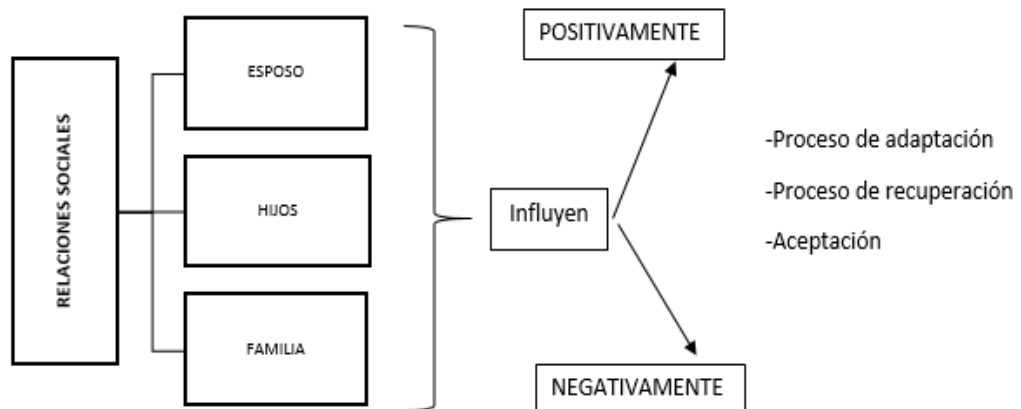 RELACIONES SOCIALES
ESPOSO
HIJOS
FAMILIA
Influyen
POSITIVAMENTE
NEGATIVAMENTE
-Proceso de adaptación
-Proceso de recuperación
-Aceptación